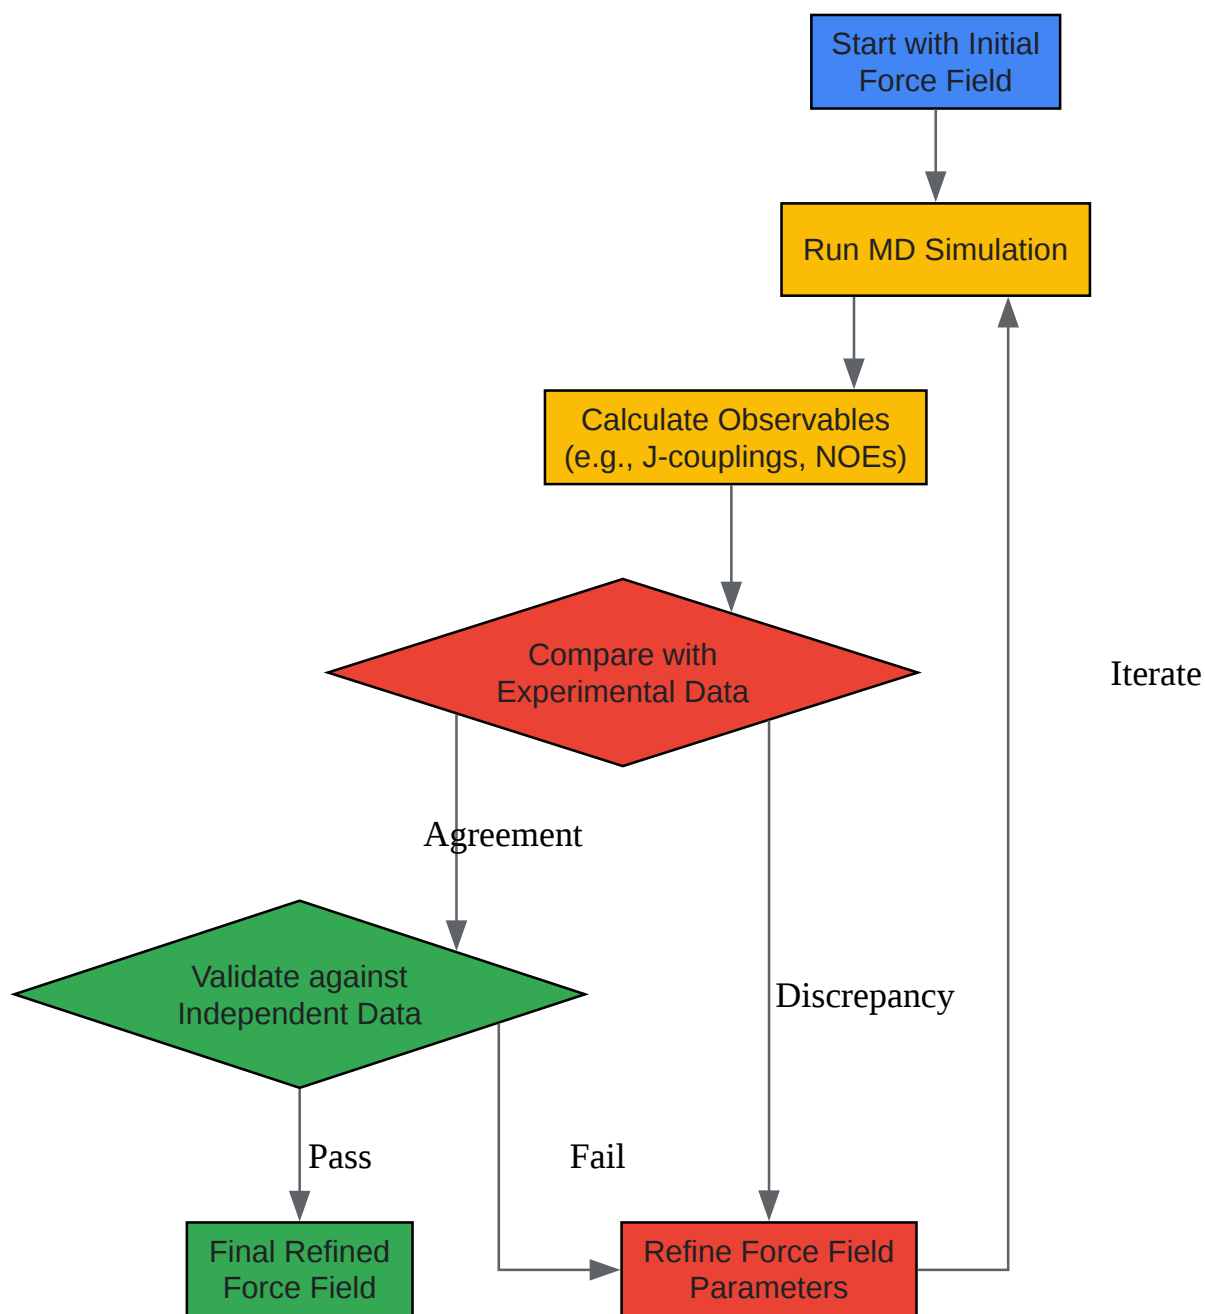 Start with Initial
Force Field
Run MD Simulation
Calculate Observables
(e.g., J-couplings, NOEs)
Compare with
Experimental Data
Iterate
Agreement
Validate against
Independent Data
Discrepancy
Pass
Fail
Final Refined
Force Field
Refine Force Field
Parameters